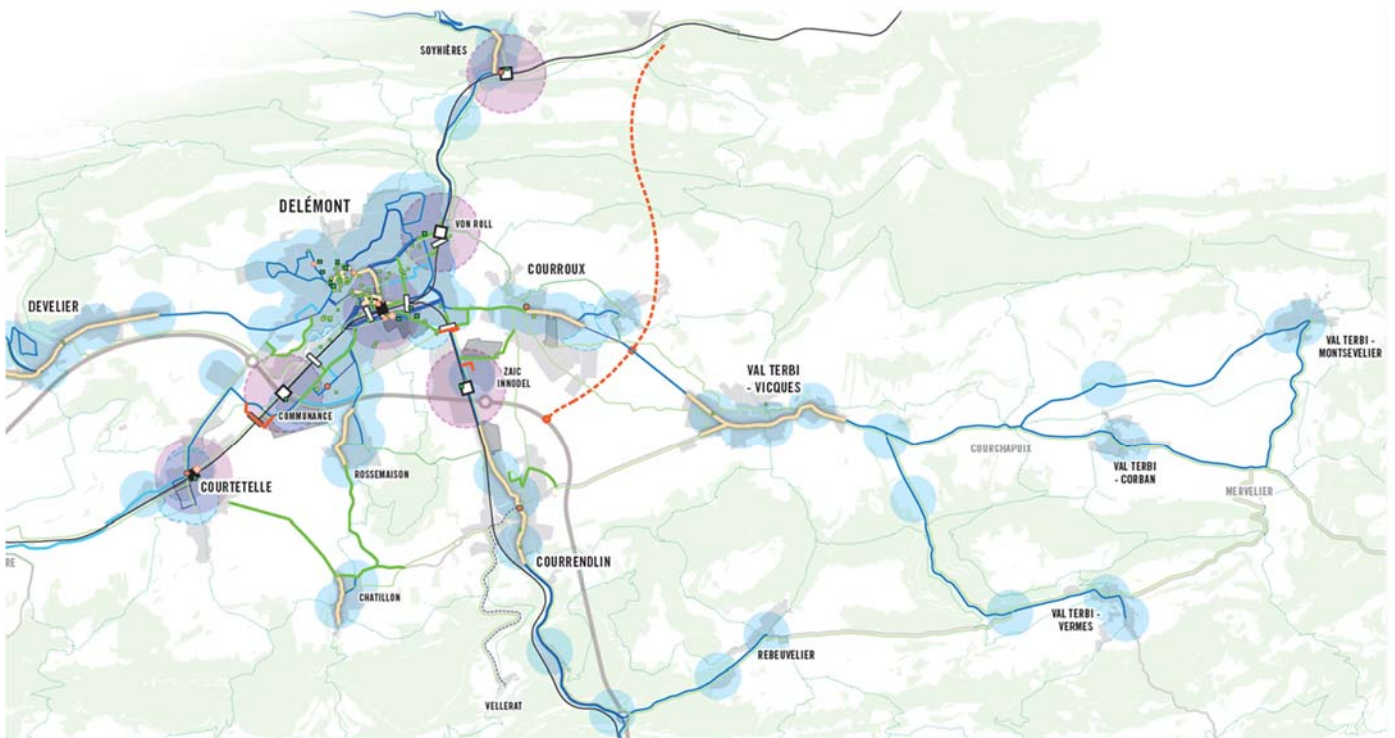 SOYHIÈRES
DELÉMONT
VON ROLL
COURROUX
DEVELIER
VAL TERBI -
MONTSEVELIER
ZAIC
INNODEL
VAL TERBI
- VICQUES
COMMUNANCE
COURCHAPOIX
VAL TERBI
- CORBAN
ROSSEMAISON
COURTETELLE
MERVELIER
RE
COURRENDLIN
CHATILLON
VAL TERBI -
VERMES
REBEUVELIER
VELLERAT